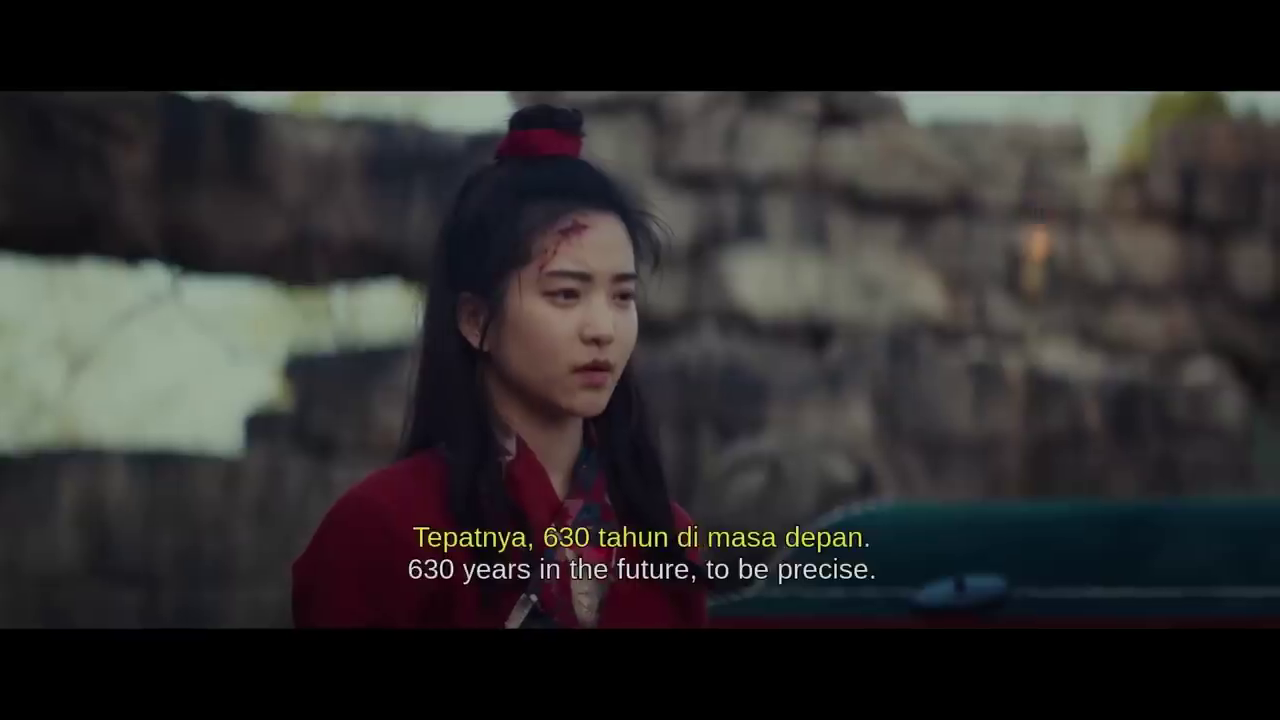 Tepatnya, 630 tahun di masa depan.
630 years in the future, to be precise.